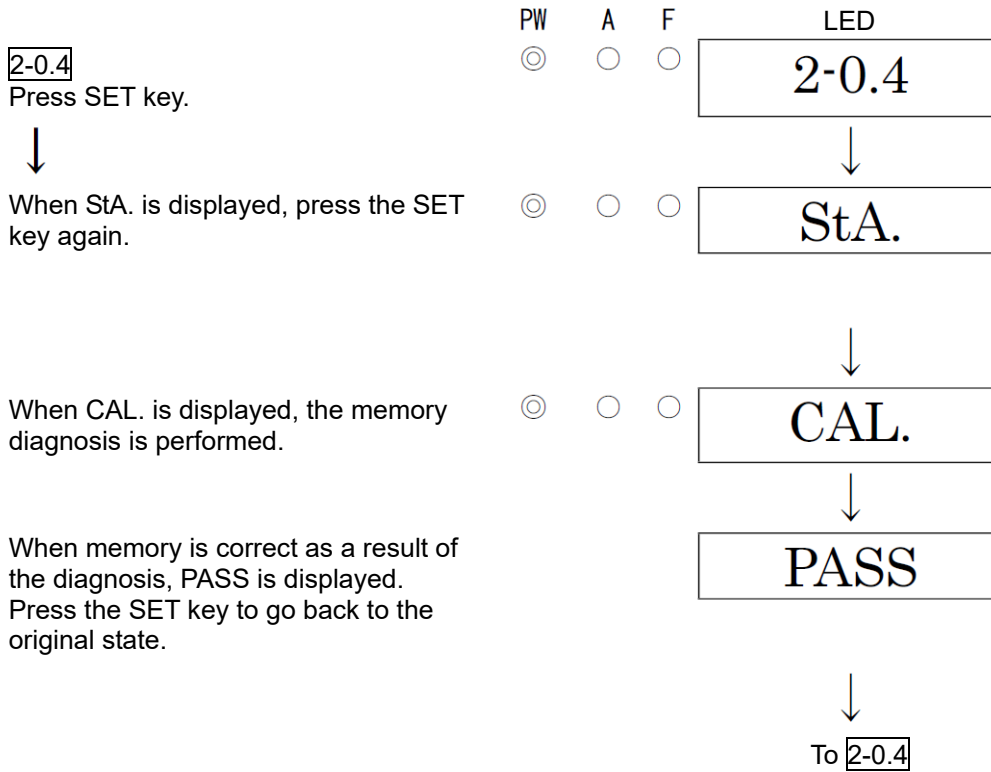 PW A F LED
2-0.4
Press SET key.
2-0.4
When StA. is displayed, press the SET
key again.
StA.
When CAL. is displayed, the memory
diagnosis is performed.
CAL.
When memory is correct as a result of
the diagnosis, PASS is displayed.
Press the SET key to go back to the
original state.
PASS
To 2-0.4